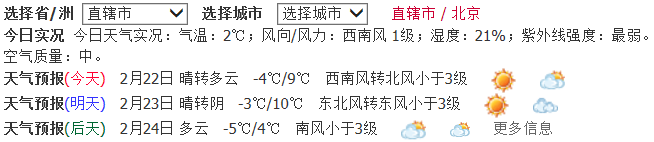 选择省/洲 直辖市 选择城市 选择城市 直辖市 / 北京
今日实况 今日天气实况：气温：2℃；风向/风力：西南风 1级；湿度：21%；紫外线强度：最弱。
空气质量：中。
天气预报(今天) 2月22日 晴转多云 -4℃/9℃ 西南风转北风小于3级
天气预报(明天) 2月23日 晴转阴 -3℃/10℃ 东北风转东风小于3级
天气预报(后天) 2月24日 多云 -5℃/4℃ 南风小于3级 更多信息